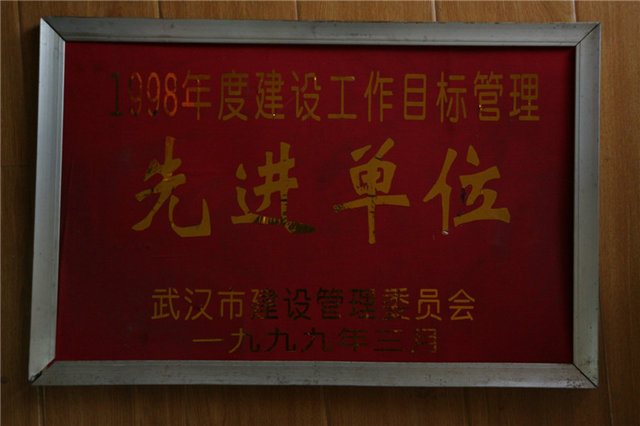 1998年度建设工作目标管理
先进单位
武汉市建设管理委员会
一九九九年三月